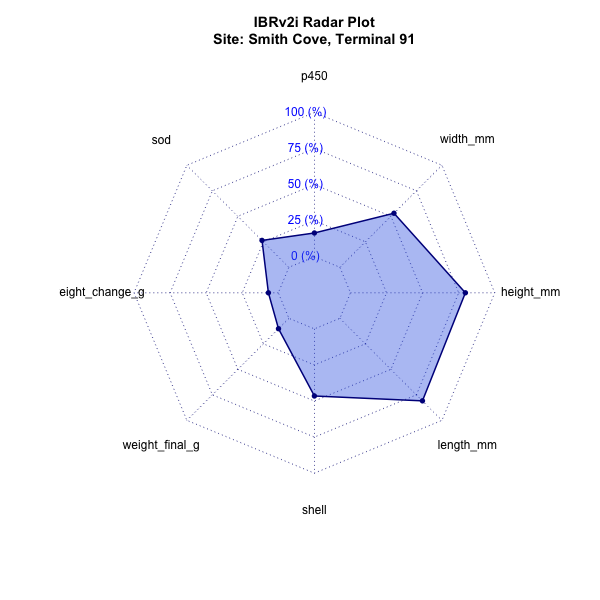 IBRv2i Radar Plot
Site: Smith Cove, Terminal 91
p450
100 (%)
sod
width_mm
75 (%)
50 (%)
25 (%)
0 (%)
eight_change_g
height_mm
weight_final_g
length_mm
shell